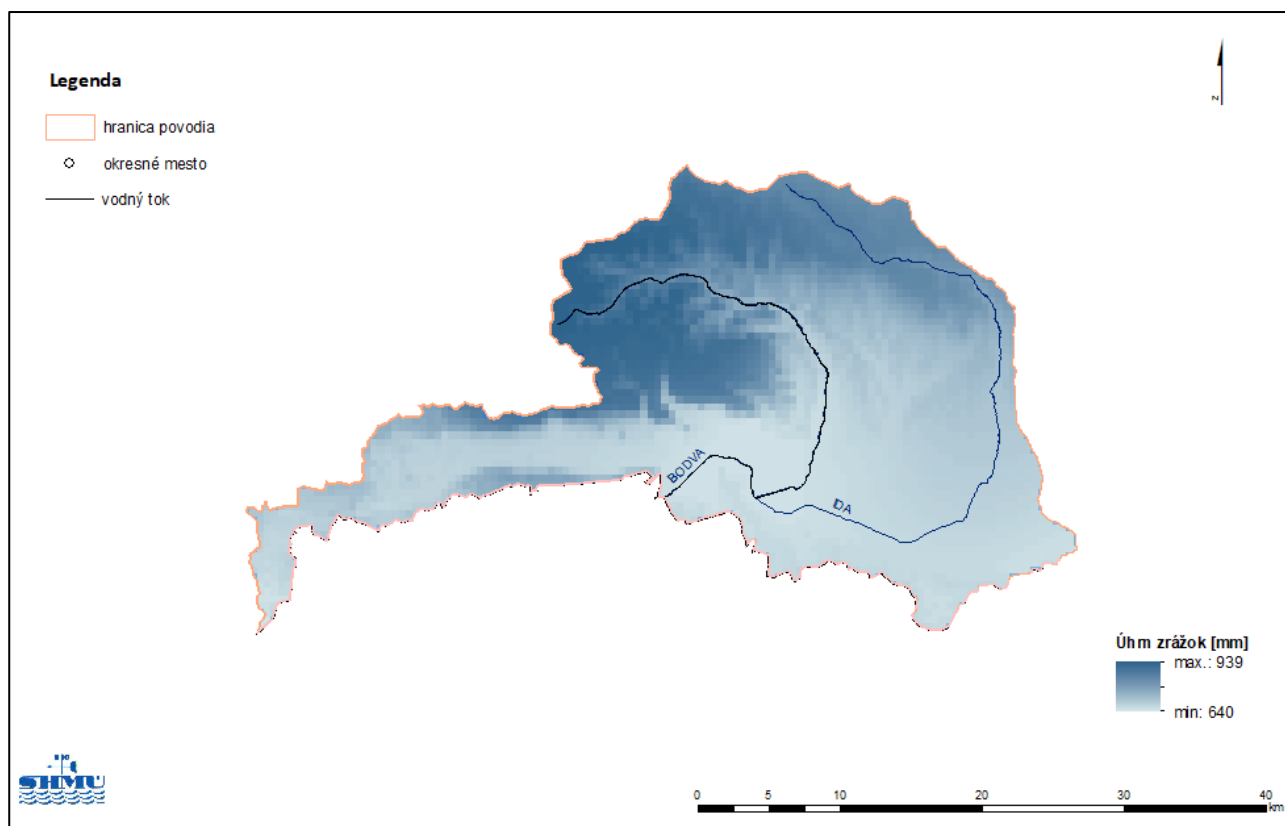 Legenda
hranica povodia
okresné mesto
vodný tok
z
BODVA
IDA
Úhrn zrážok [mm]
max.: 939
min: 640
SHMÚ
0 5 10 20 30 40
km